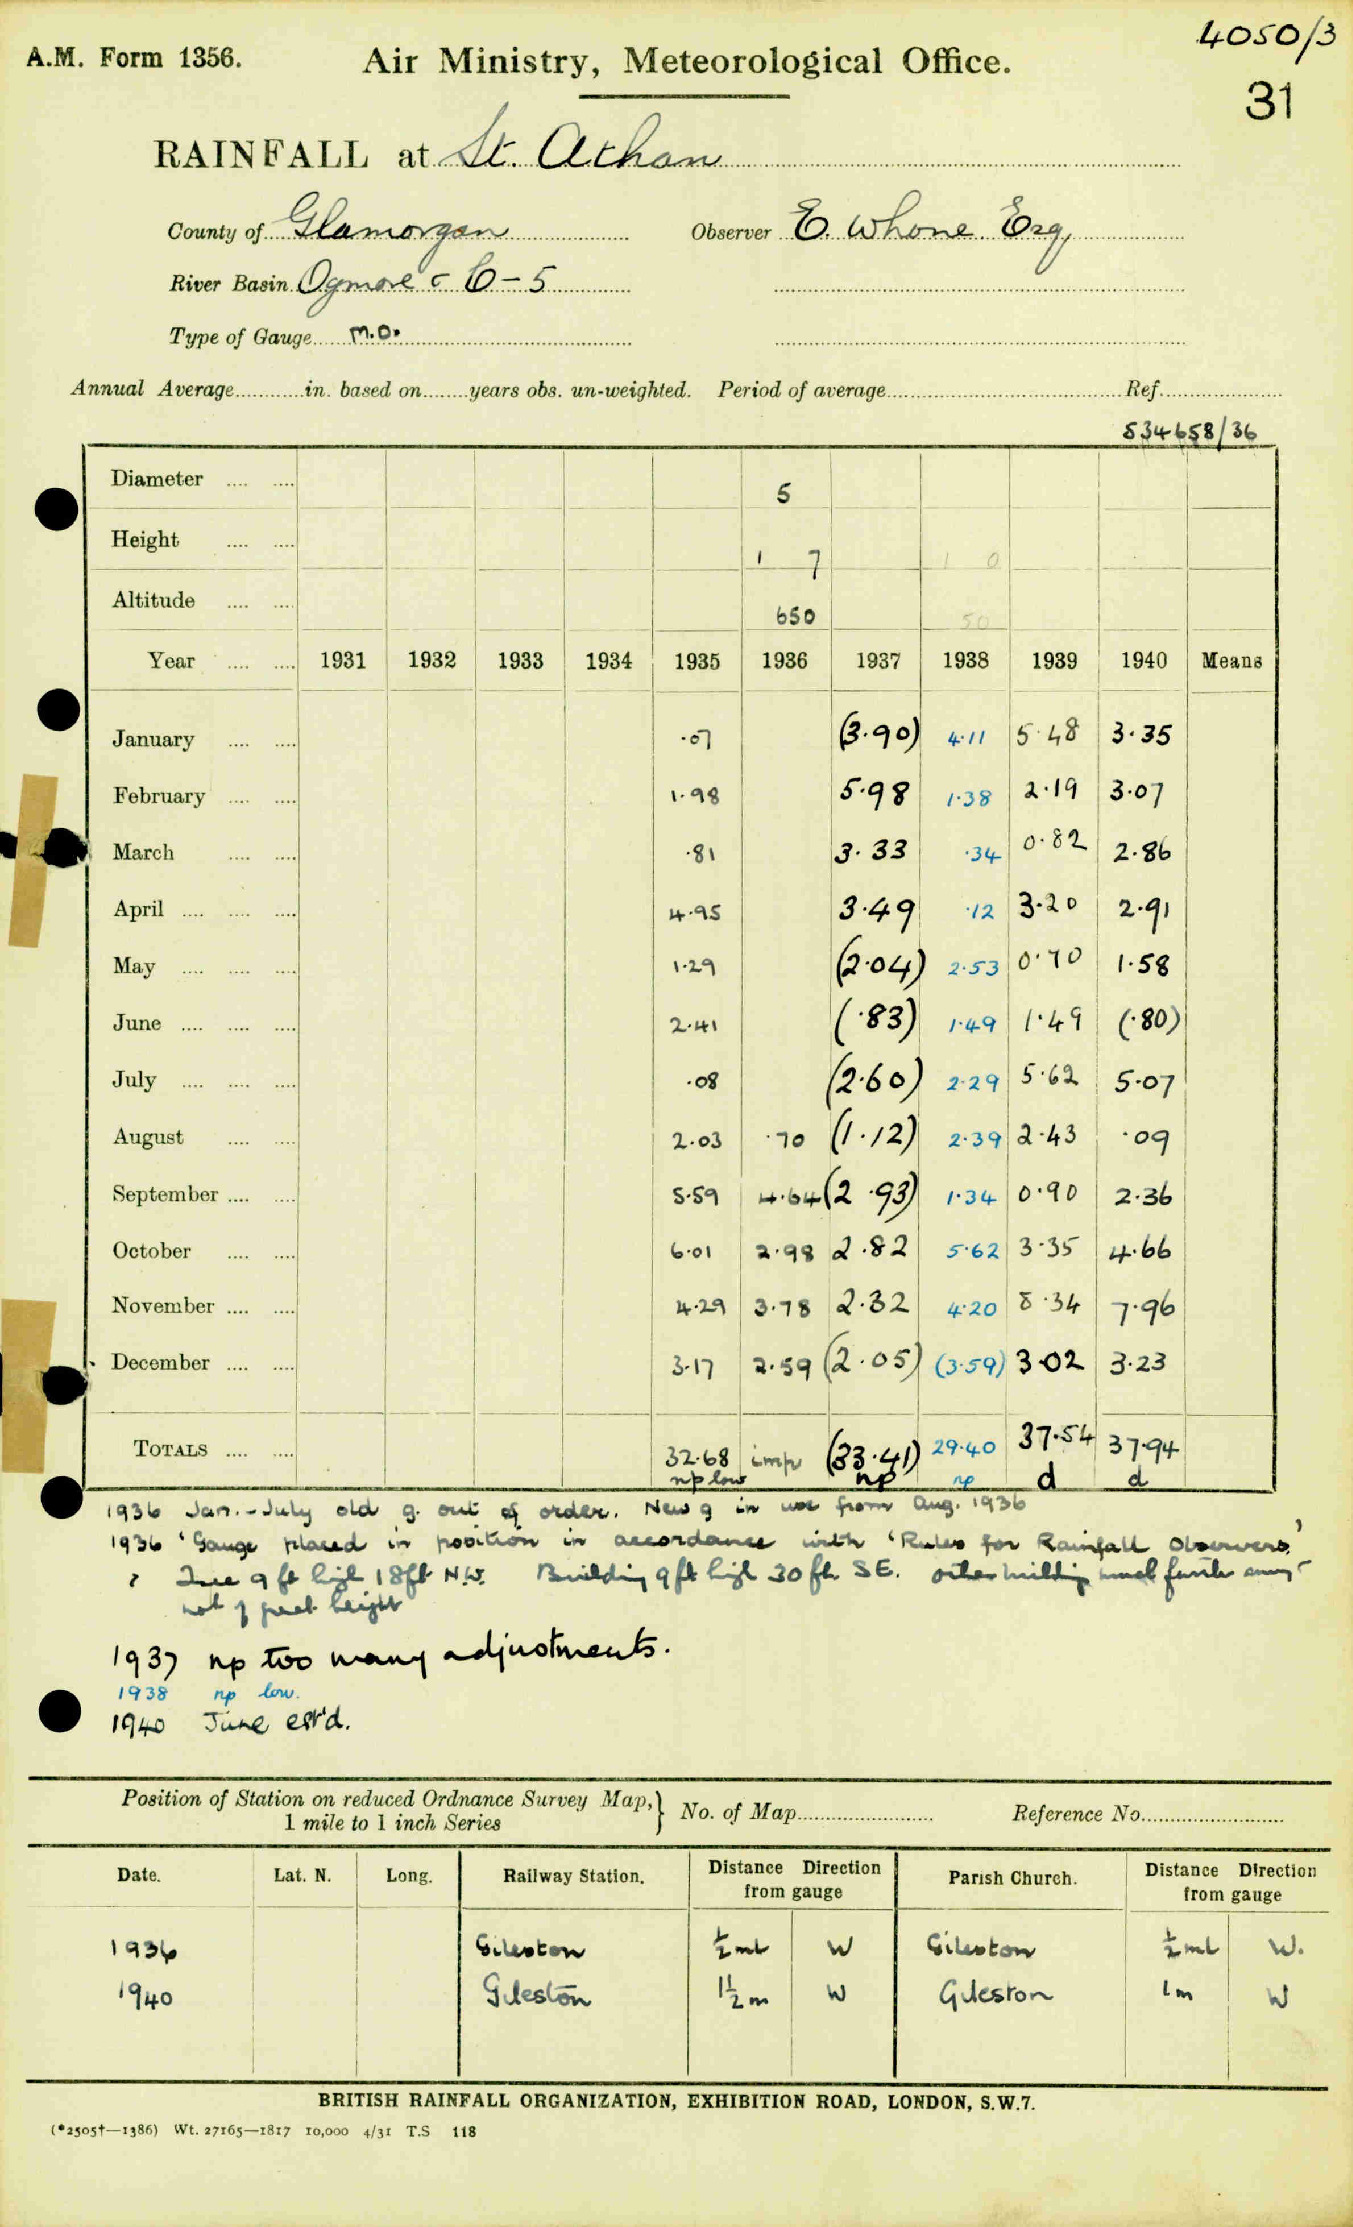 4050/3
A.M. Form 1356. Air Ministry, Meteorological Office.
31
RAINFALL at St. Athan
County of Glamorgan Observer E. Whone Esq,
River Basin Ogmore C-5
Type of Gauge M.O.
Annual Average in. based on years obs. un-weighted. Period of average Ref.
534658/36
Diameter 5
Height 1 7 1 0
Altitude 650 50
Year 1931 1932 1933 1934 1935 1936 1937 1938 1939 1940 Means
January .07 (3.90) 4.11 5.48 3.35
February 1.98 5.98 1.38 2.19 3.07
March .81 3.33 .34 0.82 2.86
April 4.95 3.49 .12 3.20 2.91
May 1.29 (2.04) 2.53 0.70 1.58
June 2.41 (.83) 1.49 1.49 (.80)
July .08 (2.60) 2.29 5.62 5.07
August 2.03 .70 (1.12) 2.39 2.43 .09
September 5.59 4.64 (2.93) 1.34 0.90 2.36
October 6.01 2.98 2.82 5.62 3.35 4.66
November 4.29 3.78 2.32 4.20 8.34 7.96
December 3.17 2.59 (2.05) (3.59) 3.02 3.23
TOTALS 32.68 imp (33.41) 29.40 37.54 37.94
np low np np d d
1936 Jan.-July old g. out of order. New g in use from Aug. 1936
1936 'Gauge placed in position in accordance with 'Rules for Rainfall Observers'
Tree 9 ft high 18ft N.W. Building 9ft high 30 ft SE. other building much further away
not of great height
1937 np too many adjustments.
1938 np low.
1940 June est'd.
Position of Station on reduced Ordnance Survey Map, } No. of Map Reference No.
1 mile to 1 inch Series
Date. Lat. N. Long. Railway Station. Distance Direction from gauge Parish Church. Distance Direction from gauge
1936 Gileston ½ ml W Gileston ½ ml W.
1940 Gileston 1½ m W Gileston 1m W
BRITISH RAINFALL ORGANIZATION, EXHIBITION ROAD, LONDON, S.W.7.
(*2505†—1386) Wt. 27165—1817 10,000 4/31 T.S 118